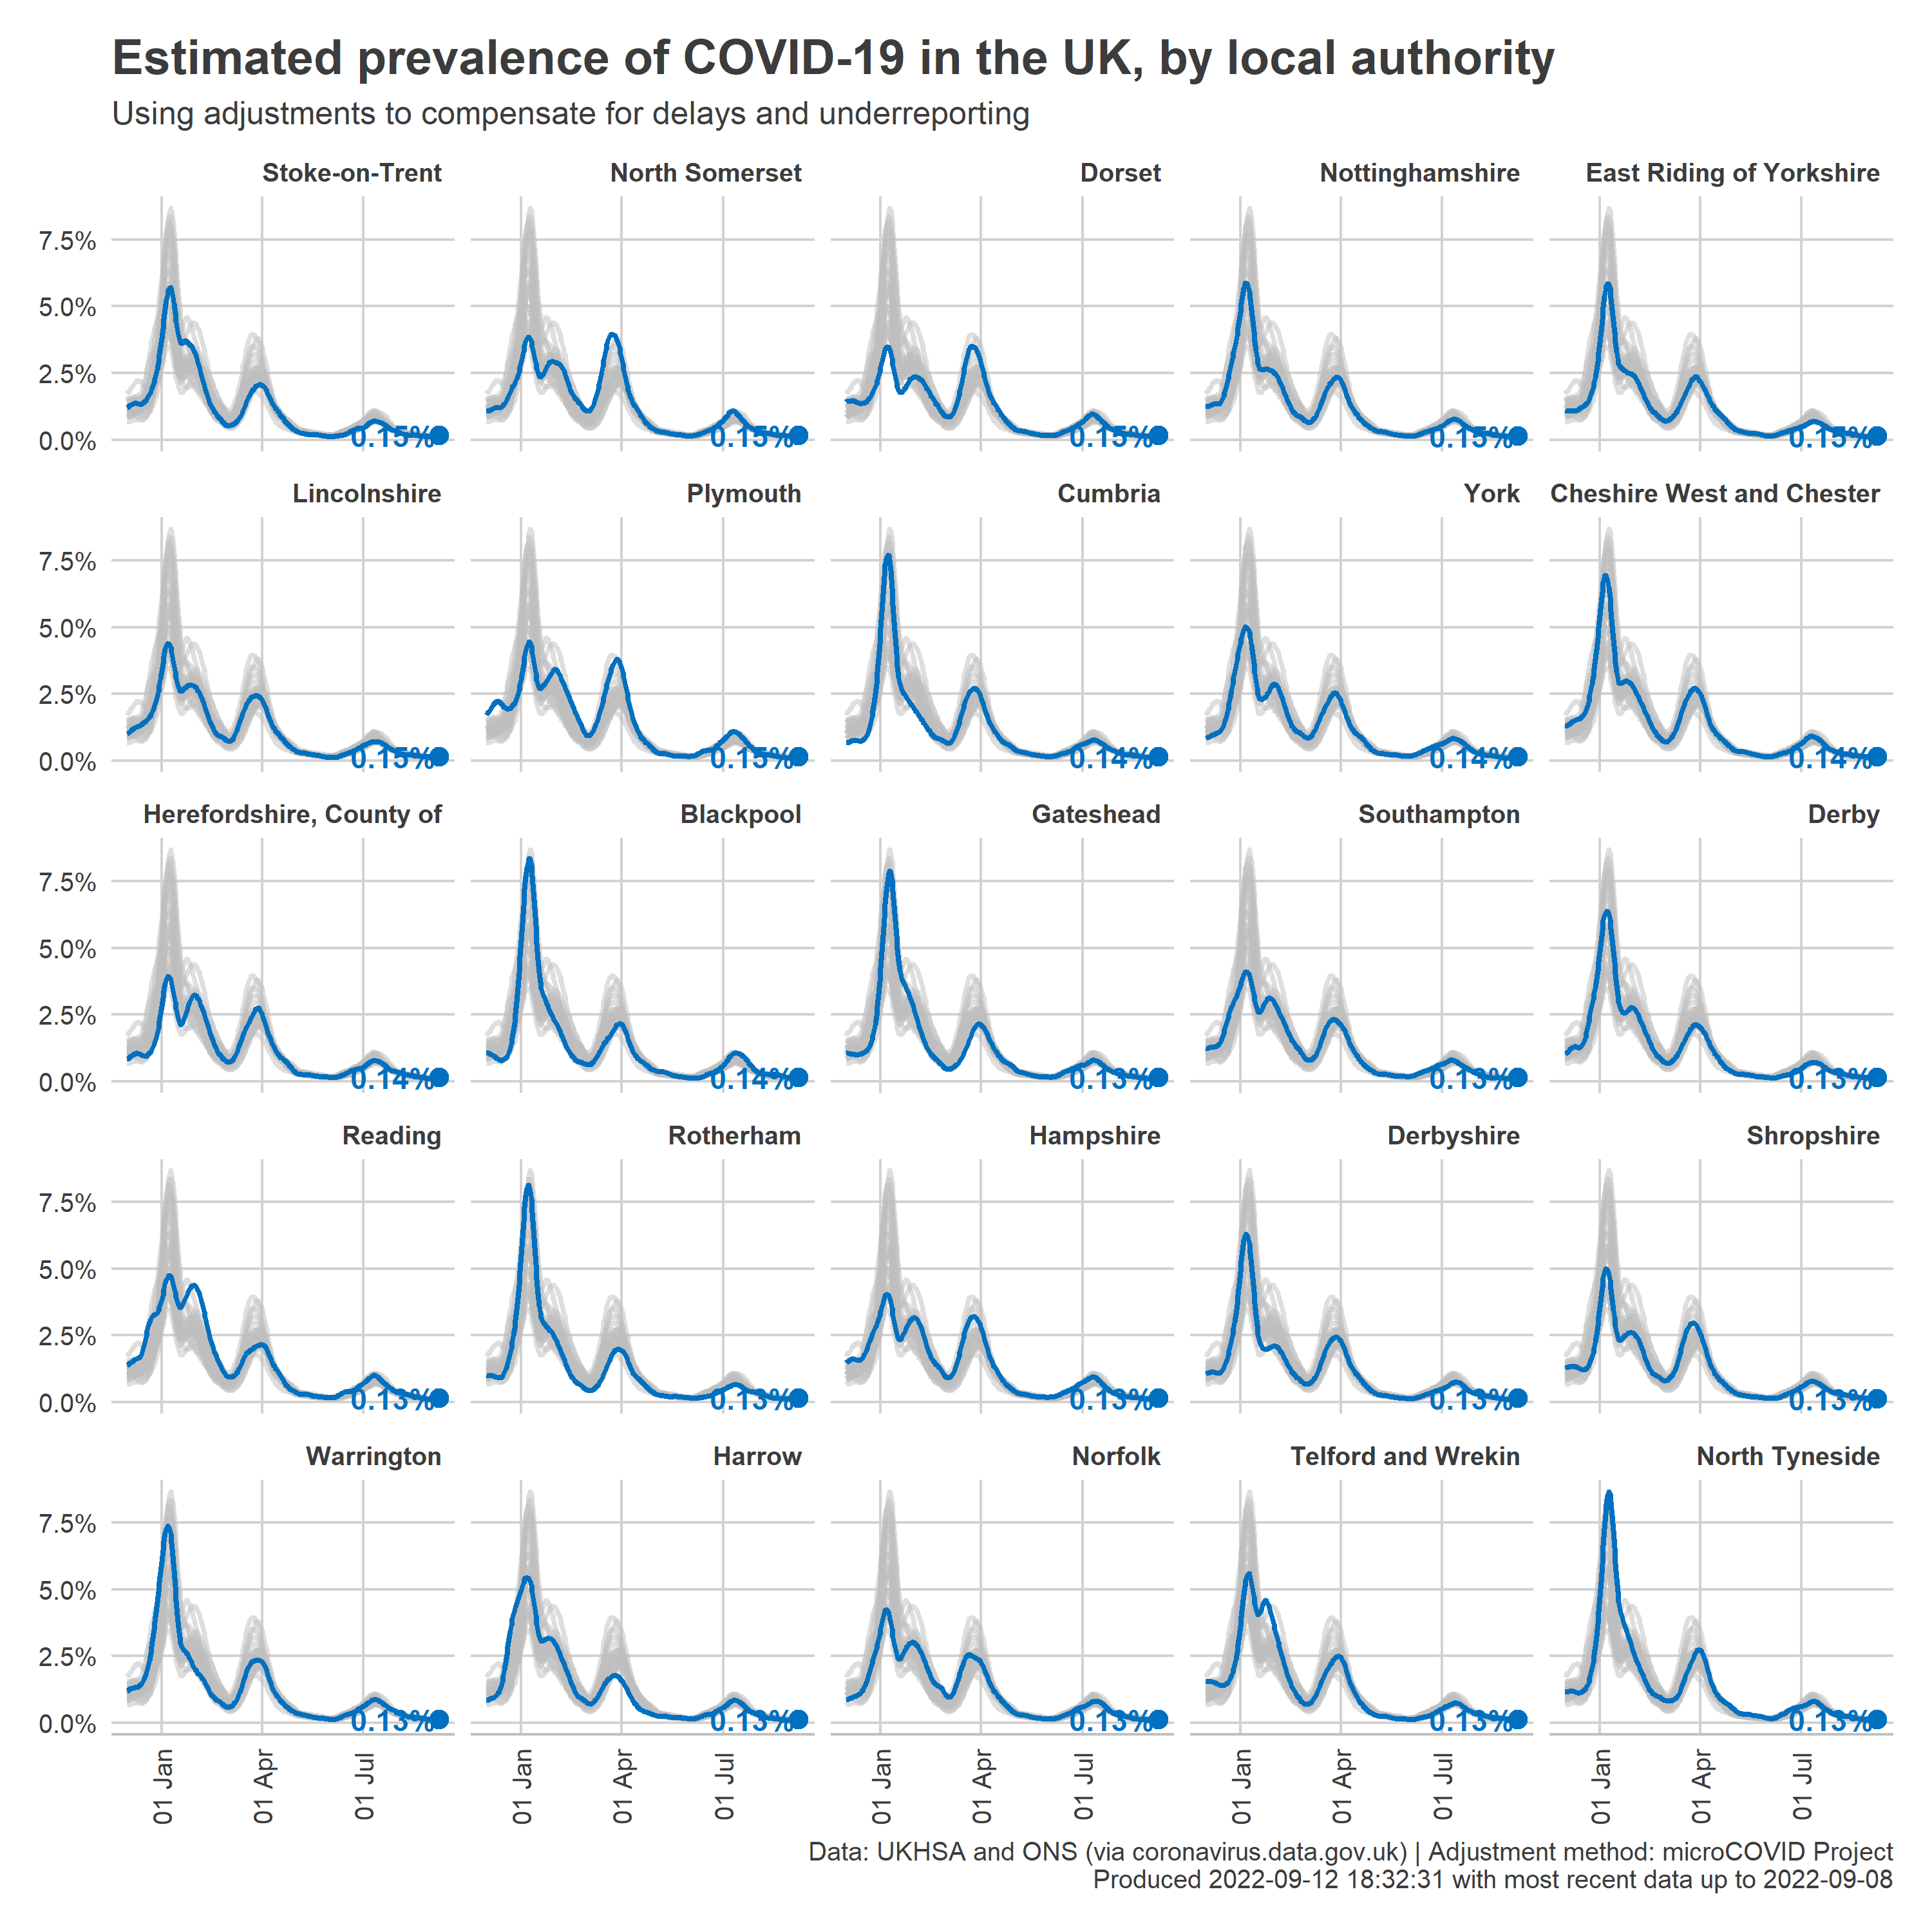 Estimated prevalence of COVID-19 in the UK, by local authority
Using adjustments to compensate for delays and underreporting
Stoke-on-Trent North Somerset Dorset Nottinghamshire East Riding of Yorkshire
7.5%
5.0%
2.5%
0.0%
0.15% 0.15% 0.15% 0.15% 0.15%
Lincolnshire Plymouth Cumbria York Cheshire West and Chester
7.5%
5.0%
2.5%
0.0%
0.15% 0.15% 0.14% 0.14% 0.14%
Herefordshire, County of Blackpool Gateshead Southampton Derby
7.5%
5.0%
2.5%
0.0%
0.14% 0.14% 0.13% 0.13% 0.13%
Reading Rotherham Hampshire Derbyshire Shropshire
7.5%
5.0%
2.5%
0.0%
0.13% 0.13% 0.13% 0.13% 0.13%
Warrington Harrow Norfolk Telford and Wrekin North Tyneside
7.5%
5.0%
2.5%
0.0%
0.13% 0.13% 0.13% 0.13% 0.13%
01 Jan 01 Apr 01 Jul 01 Jan 01 Apr 01 Jul 01 Jan 01 Apr 01 Jul 01 Jan 01 Apr 01 Jul 01 Jan 01 Apr 01 Jul
Data: UKHSA and ONS (via coronavirus.data.gov.uk) | Adjustment method: microCOVID Project
Produced 2022-09-12 18:32:31 with most recent data up to 2022-09-08